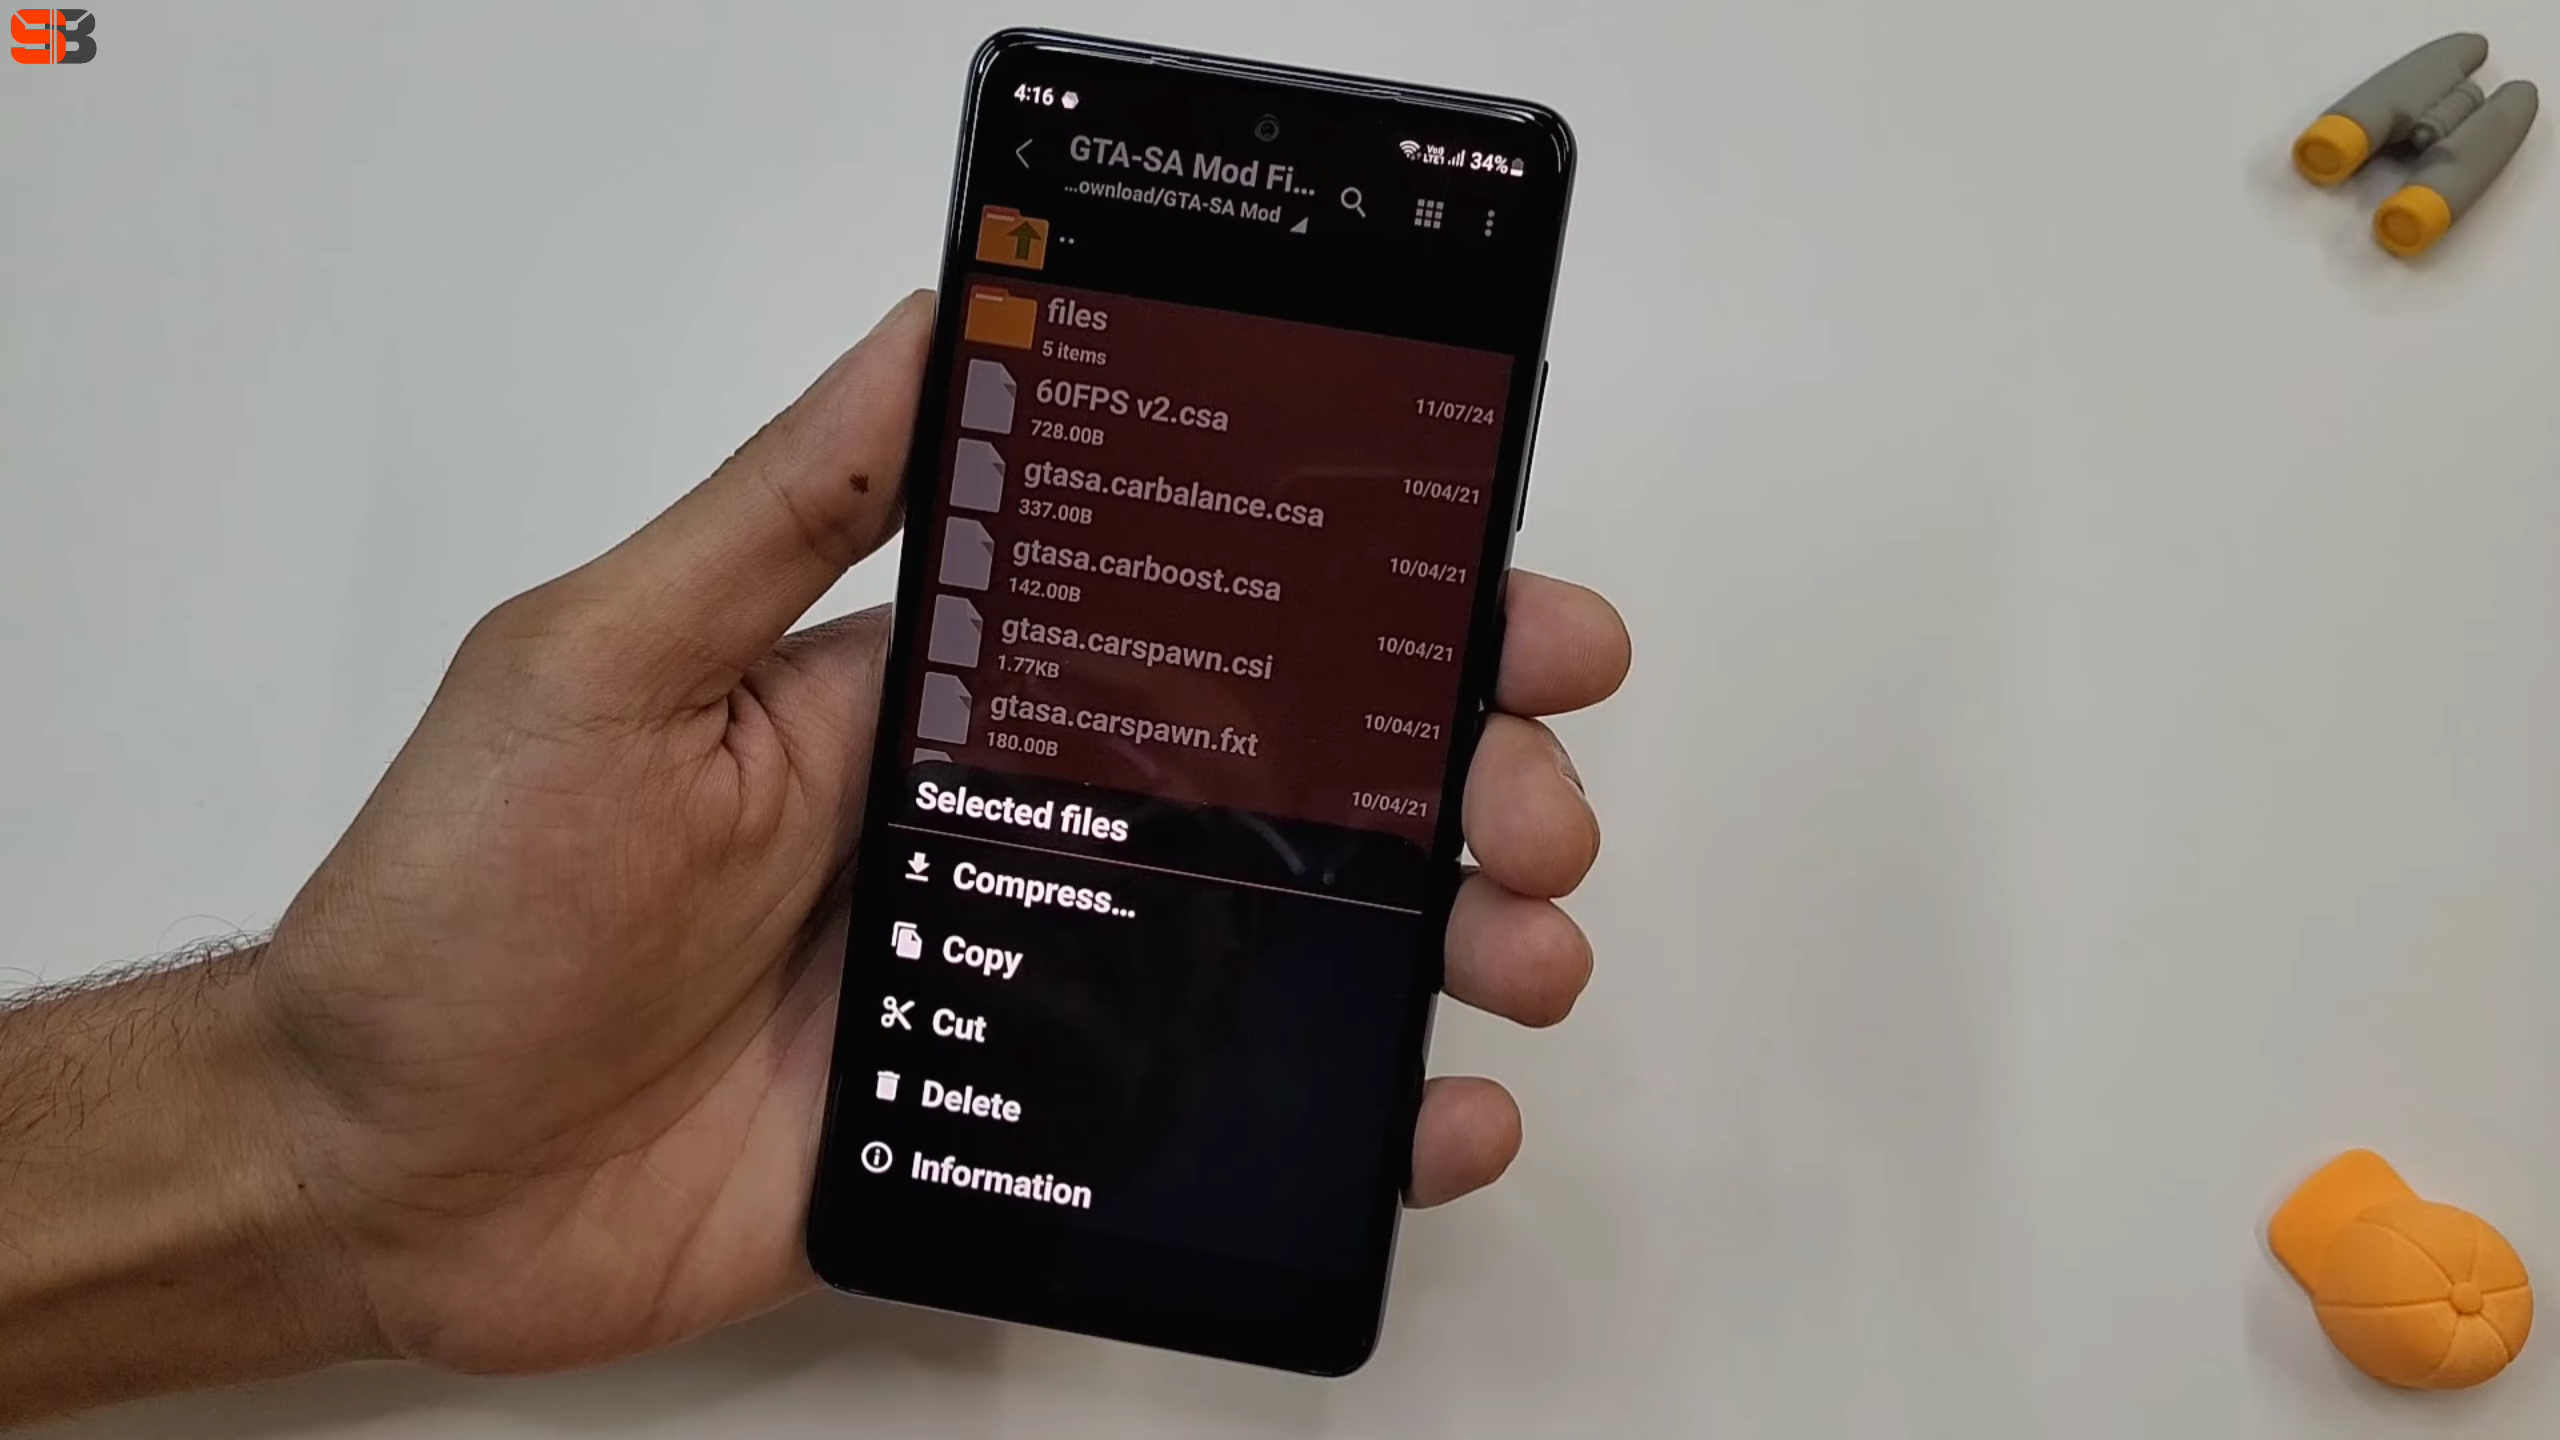 SB
4:16
Vo)) LTE1 34%
GTA-SA Mod Fi...
...ownload/GTA-SA Mod
..
files
5 items
60FPS v2.csa
728.00B
11/07/24
gtasa.carbalance.csa
337.00B
10/04/21
gtasa.carboost.csa
142.00B
10/04/21
gtasa.carspawn.csi
1.77KB
10/04/21
gtasa.carspawn.fxt
180.00B
10/04/21
10/04/21
Selected files
Compress...
Copy
Cut
Delete
Information